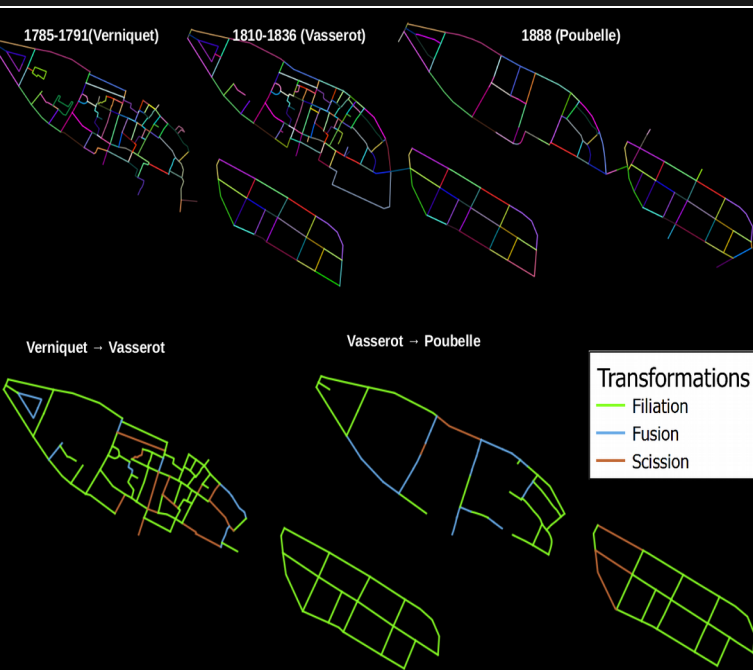 1785-1791(Verniquet)
1810-1836 (Vasserot)
1888 (Poubelle)
Verniquet → Vasserot
Vasserot → Poubelle
Transformations
Filiation
Fusion
Scission